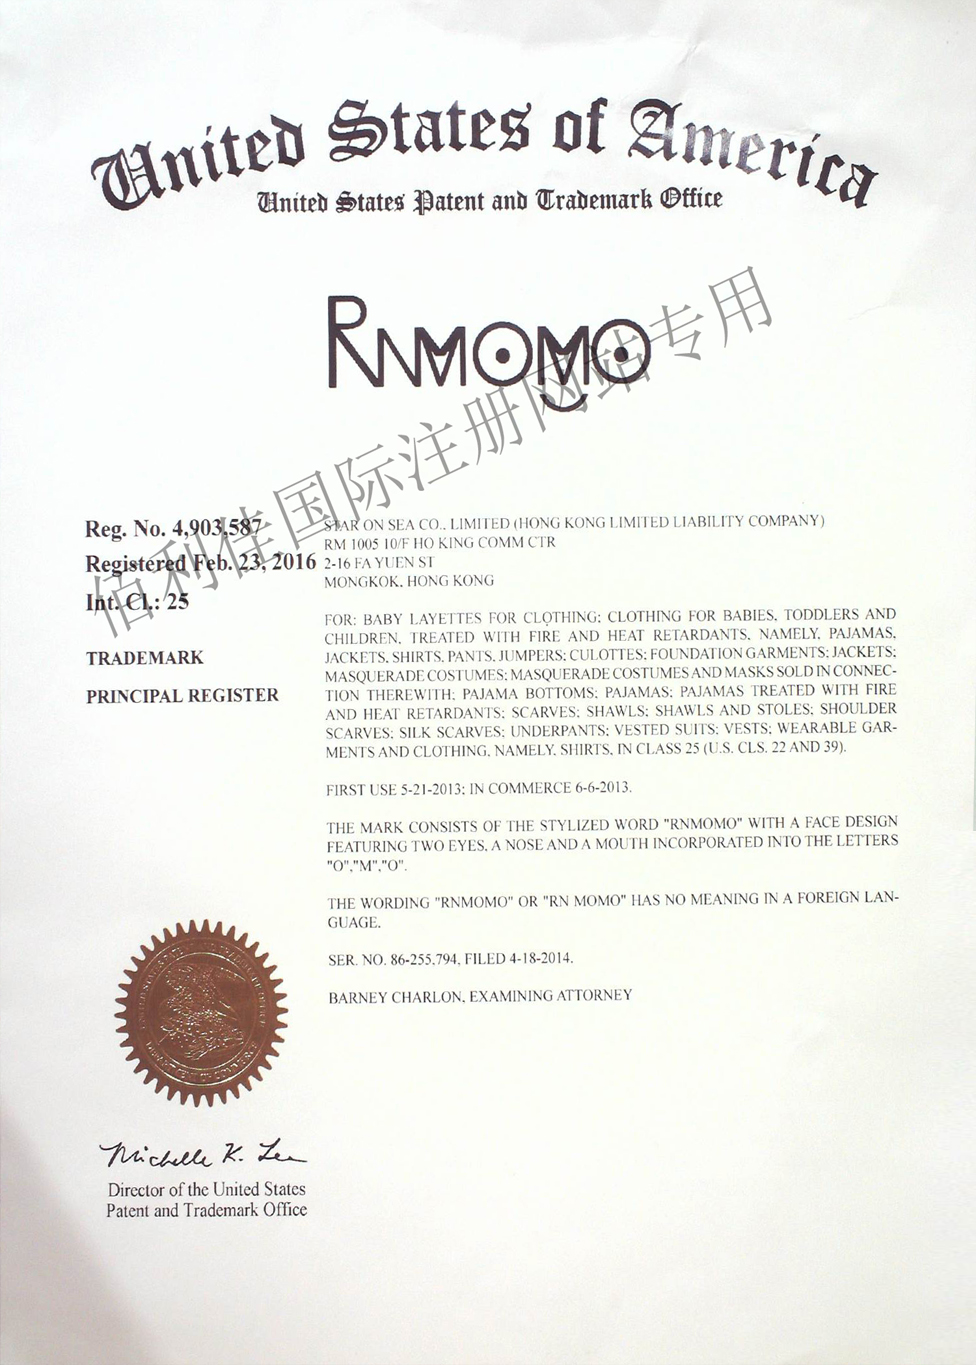 United States of America
United States Patent and Trademark Office
RNMOMO
佰利佳国际注册网站专用
Reg. No. 4,903,587
Registered Feb. 23, 2016
Int. Cl.: 25
TRADEMARK
PRINCIPAL REGISTER
STAR ON SEA CO., LIMITED (HONG KONG LIMITED LIABILITY COMPANY)
RM 1005 10/F HO KING COMM CTR
2-16 FA YUEN ST
MONGKOK, HONG KONG
FOR: BABY LAYETTES FOR CLOTHING; CLOTHING FOR BABIES, TODDLERS AND
CHILDREN, TREATED WITH FIRE AND HEAT RETARDANTS, NAMELY, PAJAMAS,
JACKETS, SHIRTS, PANTS, JUMPERS; CULOTTES; FOUNDATION GARMENTS; JACKETS;
MASQUERADE COSTUMES; MASQUERADE COSTUMES AND MASKS SOLD IN CONNEC-
TION THEREWITH; PAJAMA BOTTOMS; PAJAMAS; PAJAMAS TREATED WITH FIRE
AND HEAT RETARDANTS; SCARVES; SHAWLS; SHAWLS AND STOLES; SHOULDER
SCARVES; SILK SCARVES; UNDERPANTS; VESTED SUITS; VESTS; WEARABLE GAR-
MENTS AND CLOTHING, NAMELY, SHIRTS, IN CLASS 25 (U.S. CLS. 22 AND 39).
FIRST USE 5-21-2013; IN COMMERCE 6-6-2013.
THE MARK CONSISTS OF THE STYLIZED WORD "RNMOMO" WITH A FACE DESIGN
FEATURING TWO EYES, A NOSE AND A MOUTH INCORPORATED INTO THE LETTERS
"O","M","O".
THE WORDING "RNMOMO" OR "RN MOMO" HAS NO MEANING IN A FOREIGN LAN-
GUAGE.
SER. NO. 86-255,794, FILED 4-18-2014.
BARNEY CHARLON, EXAMINING ATTORNEY
DEPARTMENT OF COMMERCE
Michelle K. Lee
Director of the United States
Patent and Trademark Office